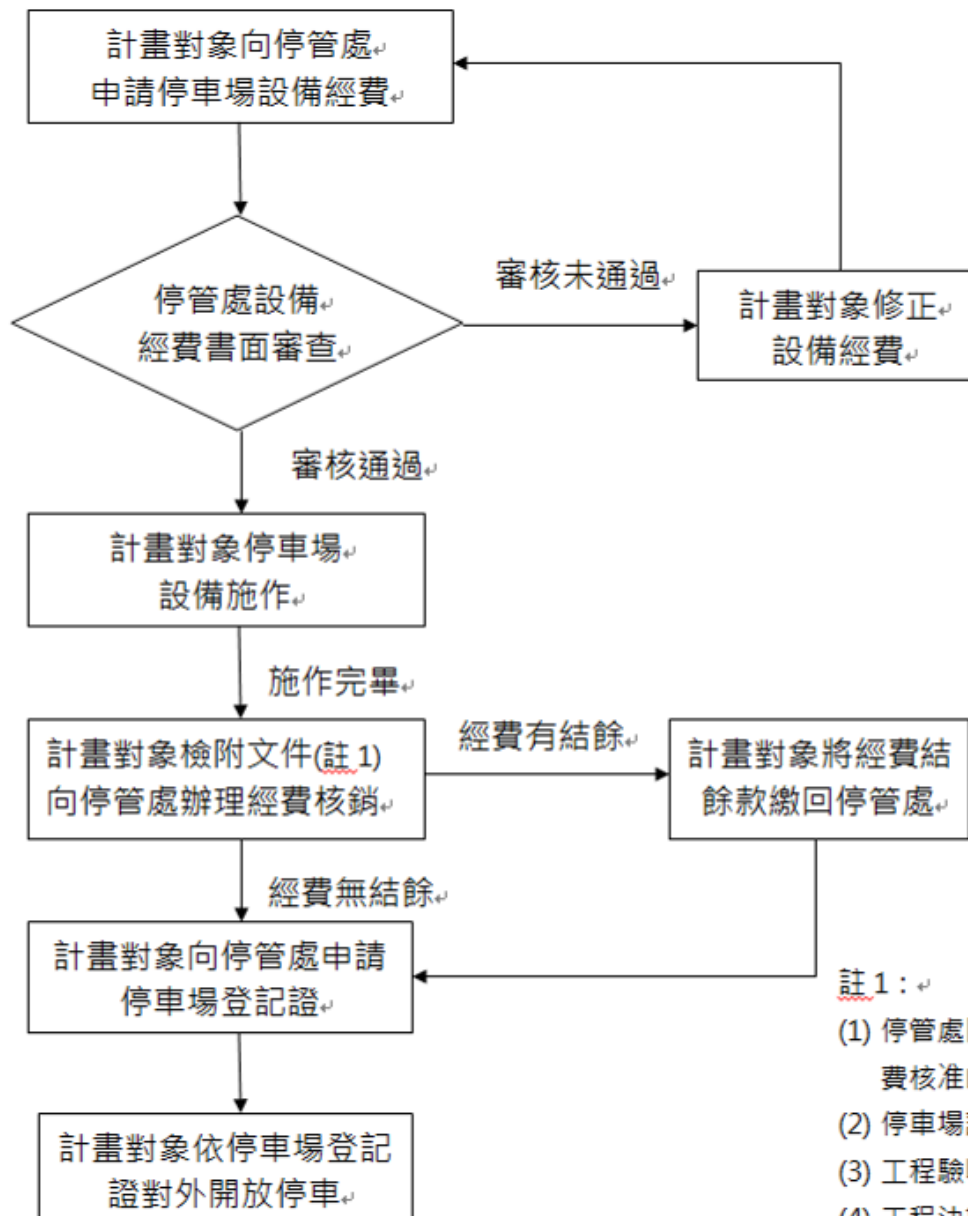 計畫對象向停管處
申請停車場設備經費
停管處設備
經費書面審查
審核未通過
計畫對象修正
設備經費
審核通過
計畫對象停車場
設備施作
施作完畢
計畫對象檢附文件(註 1)
向停管處辦理經費核銷
經費有結餘
計畫對象將經費結
餘款繳回停管處
經費無結餘
計畫對象向停管處申請
停車場登記證
計畫對象依停車場登記
證對外開放停車
註 1：
(1) 停管處
費核准
(2) 停車場
(3) 工程驗
(4) 工程決